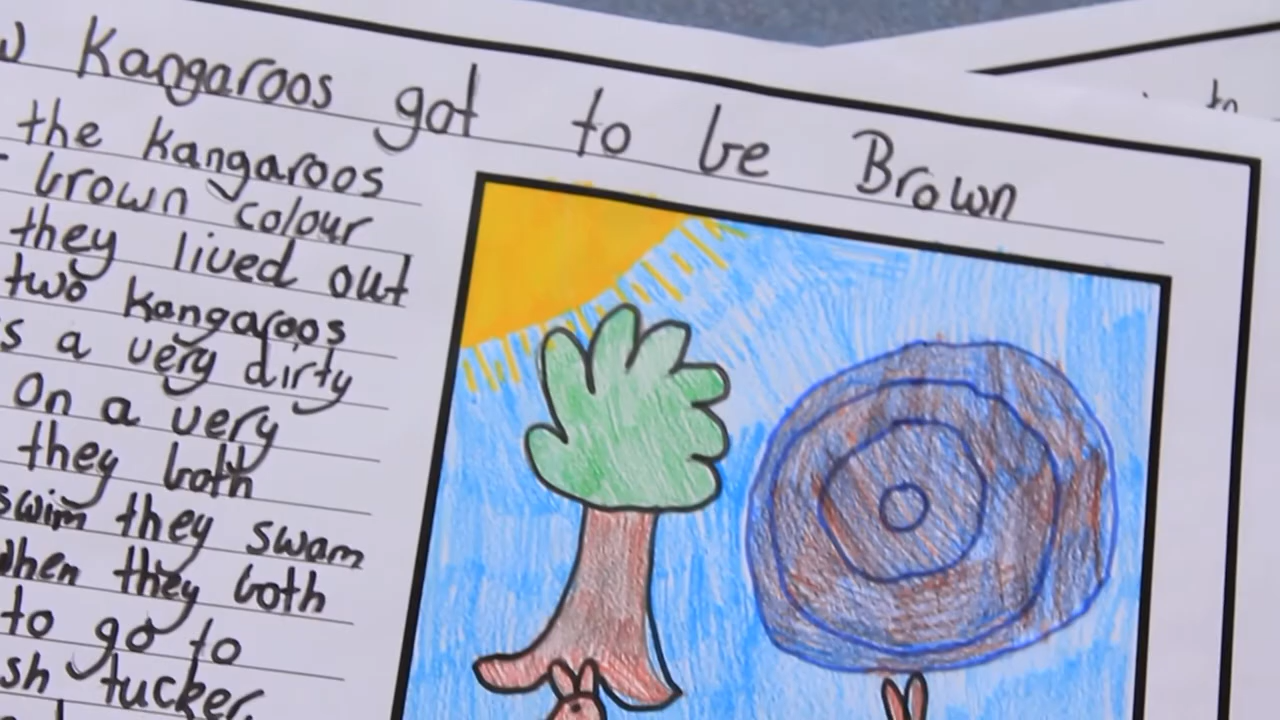 Kangaroos got to be Brown
the Kangaroos
brown colour
they lived out
two Kangaroos
s a very dirty
On a very
they both
swim they swam
then they both
to go to
sh tucker.
to